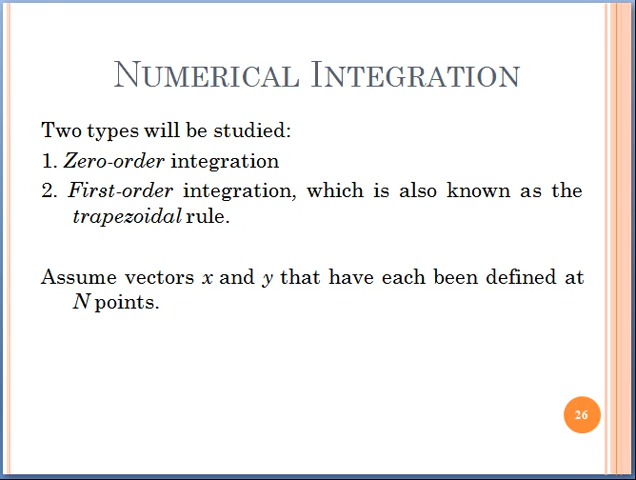 NUMERICAL INTEGRATION
Two types will be studied:
1. Zero-order integration
2. First-order integration, which is also known as the
trapezoidal rule.
Assume vectors x and y that have each been defined at
N points.
26